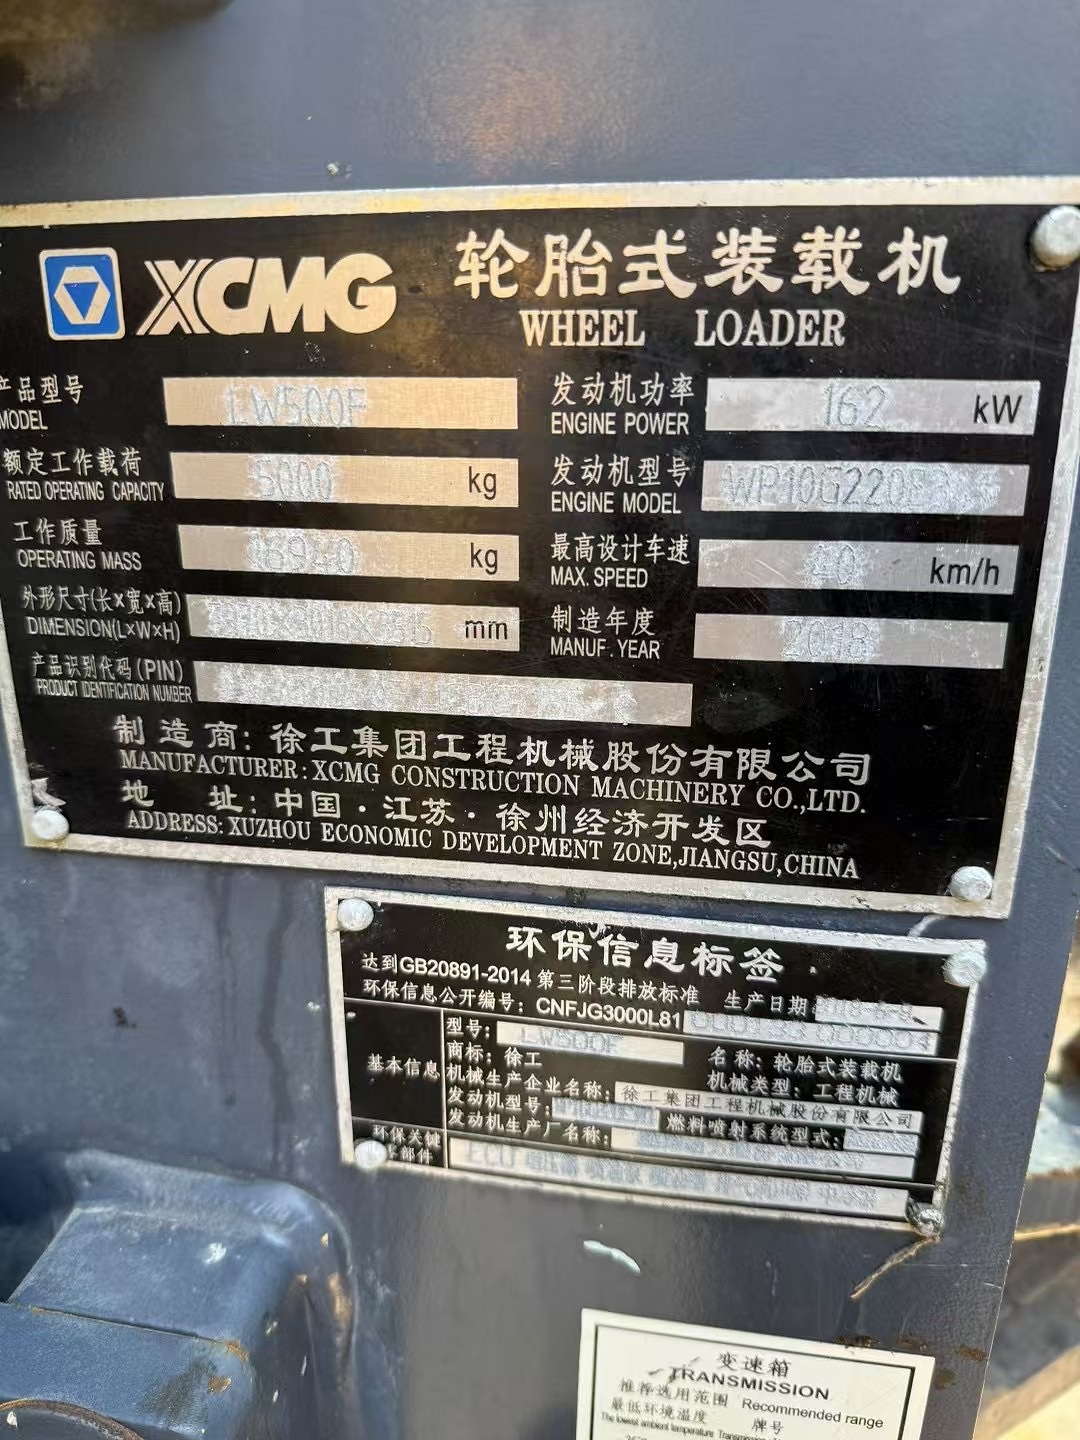 XCMG 轮胎式装载机
WHEEL LOADER
产品型号 LW500F 发动机功率 162 kW
MODEL ENGINE POWER
额定工作载荷 5000 kg 发动机型号
RATED OPERATING CAPACITY ENGINE MODEL
工作质量 16940 kg 最高设计车速 40 km/h
OPERATING MASS MAX. SPEED
外形尺寸(长×宽×高) mm 制造年度 2018
DIMENSION(L×W×H) MANUF. YEAR
产品识别代码(PIN)
PRODUCT IDENTIFICATION NUMBER
制造商: 徐工集团工程机械股份有限公司
MANUFACTURER: XCMG CONSTRUCTION MACHINERY CO.,LTD.
地 址: 中国·江苏·徐州经济开发区
ADDRESS: XUZHOU ECONOMIC DEVELOPMENT ZONE,JIANGSU,CHINA
环保信息标签
达到GB20891-2014 第三阶段排放标准 生产日期
环保信息公开编号: CNFJG3000L81
基本信息
型号: LW500F
商标: 徐工 名称: 轮胎式装载机
机械类型: 工程机械
机械生产企业名称: 徐工集团工程机械股份有限公司
发动机型号: 燃料喷射系统型式:
发动机生产厂名称:
环保关键
部件 ECU
变速箱
TRANSMISSION
推荐选用范围 Recommended range
最低环境温度 牌号
The lowest ambient temperature